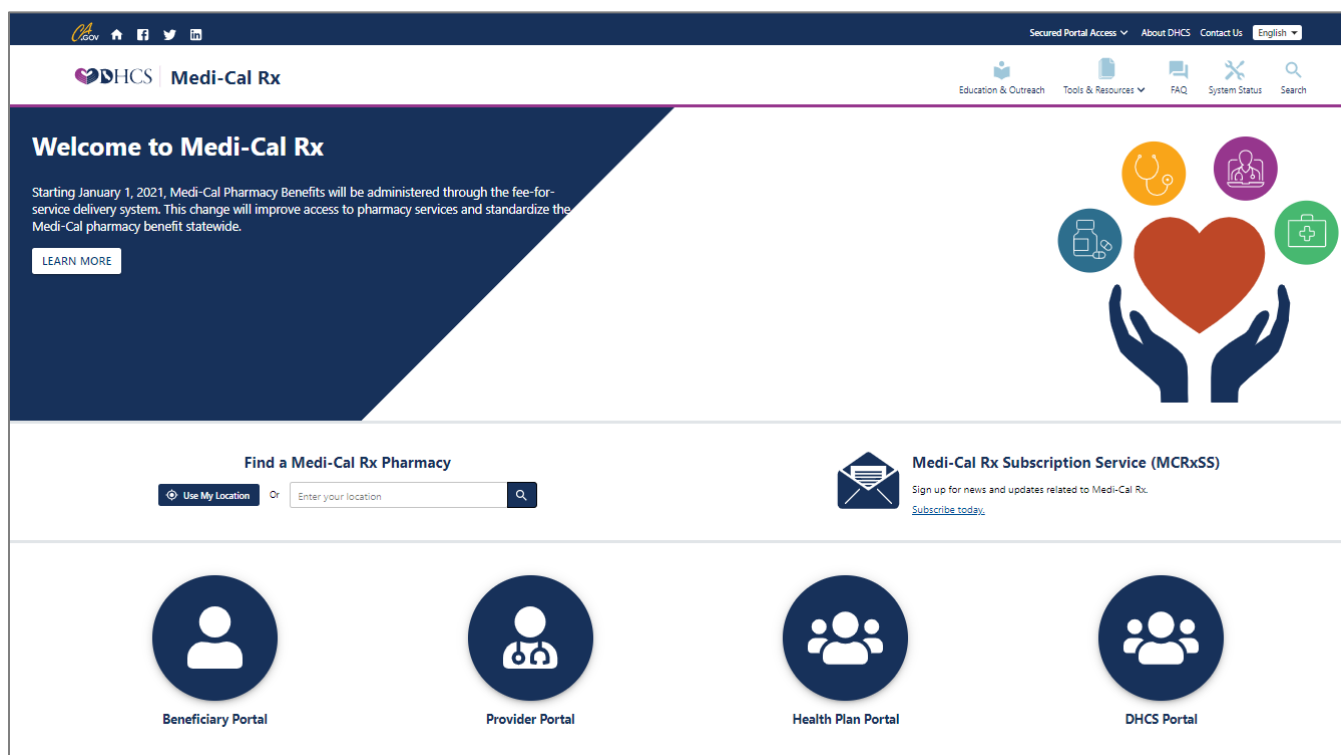 CA.GOV
Secured Portal Access About DHCS Contact Us English
DHCS Medi-Cal Rx
Education & Outreach Tools & Resources FAQ System Status Search
Welcome to Medi-Cal Rx
Starting January 1, 2021, Medi-Cal Pharmacy Benefits will be administered through the fee-for-
service delivery system. This change will improve access to pharmacy services and standardize the
Medi-Cal pharmacy benefit statewide.
LEARN MORE
Find a Medi-Cal Rx Pharmacy
Use My Location Or Enter your location
Medi-Cal Rx Subscription Service (MCRxSS)
Sign up for news and updates related to Medi-Cal Rx.
Subscribe today.
Beneficiary Portal
Provider Portal
Health Plan Portal
DHCS Portal